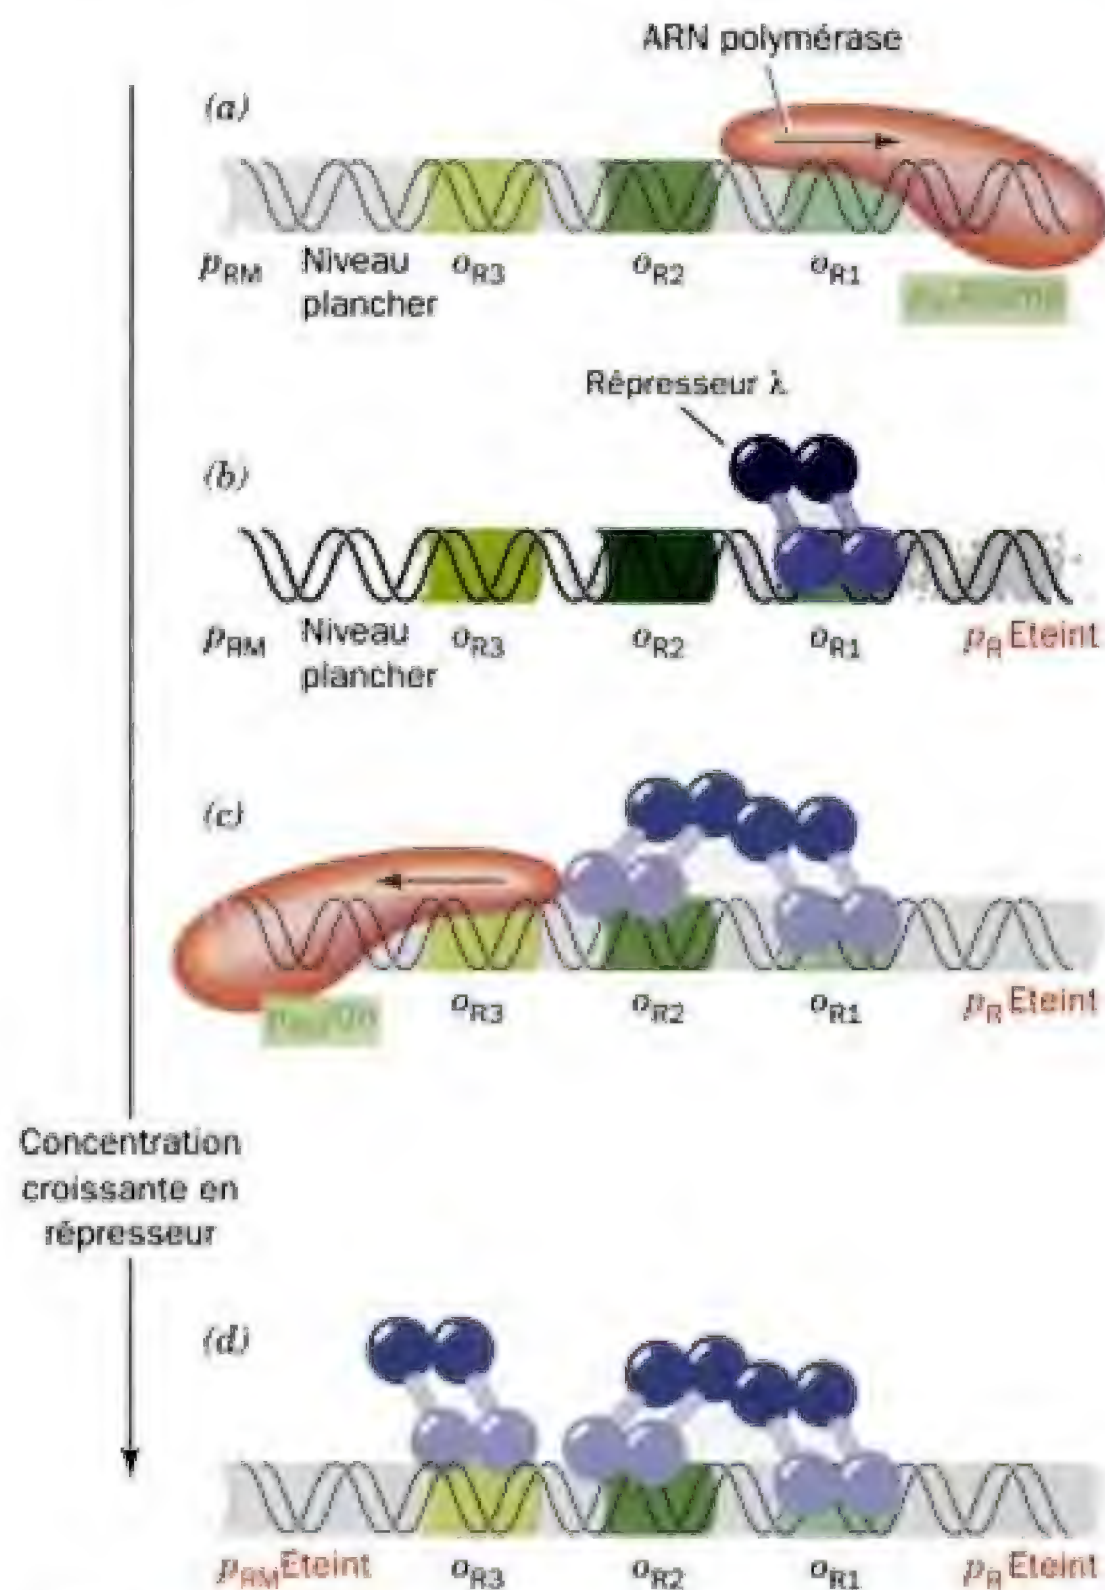 ARN polymérase
(a)
pRM Niveau plancher oR3 oR2 oR1
Répresseur λ
(b)
pRM Niveau plancher oR3 oR2 oR1 pR Eteint
(c)
oR3 oR2 oR1 pR Eteint
Concentration
croissante en
répresseur
(d)
pRM Eteint oR3 oR2 oR1 pR Eteint